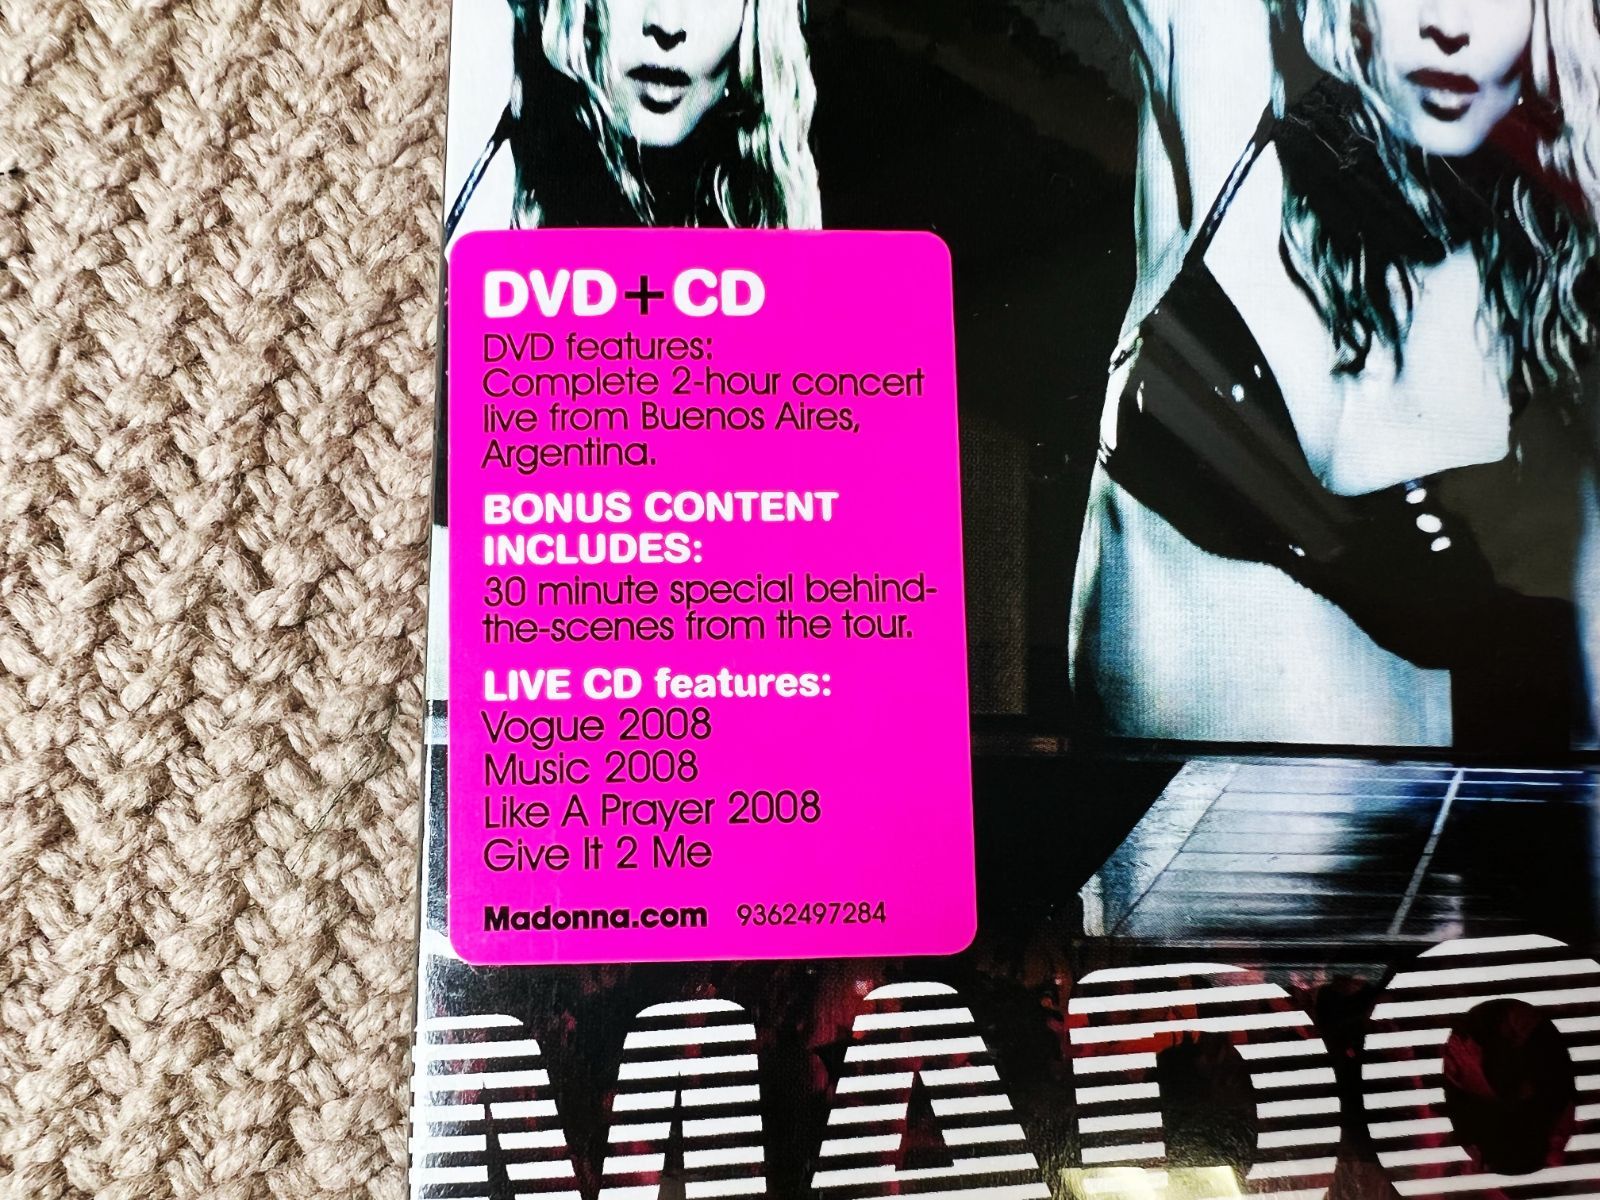 DVD+CD
DVD features:
Complete 2-hour concert
live from Buenos Aires,
Argentina.
BONUS CONTENT
INCLUDES:
30 minute special behind-
the-scenes from the tour.
LIVE CD features:
Vogue 2008
Music 2008
Like A Prayer 2008
Give It 2 Me
Madonna.com 9362497284
MADO